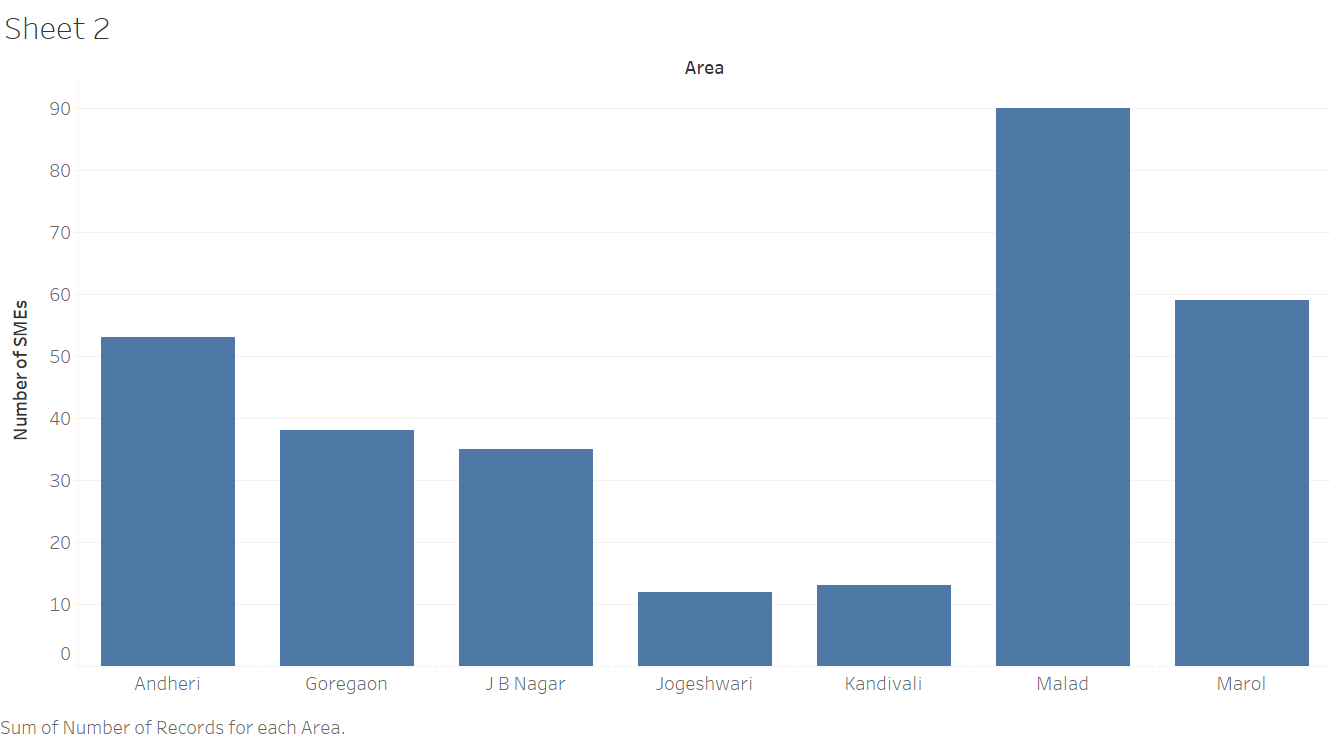 Sheet 2
Area
90
80
70
60
50
40
30
20
10
0
Number of SMEs
Andheri
Goregaon
J B Nagar
Jogeshwari
Kandivali
Malad
Marol
Sum of Number of Records for each Area.